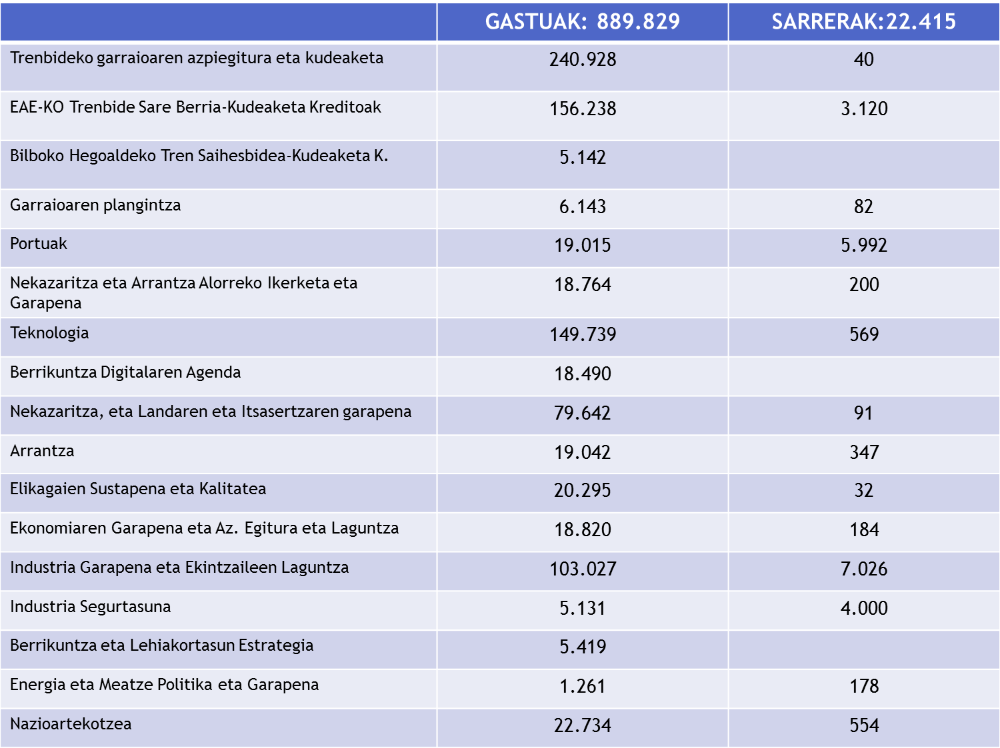 GASTUAK: 889.829 SARRERAK:22.415
Trenbideko garraioaren azpiegitura eta kudeaketa 240.928 40
EAE-KO Trenbide Sare Berria-Kudeaketa Kreditoak 156.238 3.120
Bilboko Hegoaldeko Tren Saihesbidea-Kudeaketa K. 5.142
Garraioaren plangintza 6.143 82
Portuak 19.015 5.992
Nekazaritza eta Arrantza Alorreko Ikerketa eta 18.764 200
Garapena
Teknologia 149.739 569
Berrikuntza Digitalaren Agenda 18.490
Nekazaritza, eta Landaren eta Itsasertzaren garapena 79.642 91
Arrantza 19.042 347
Elikagaien Sustapena eta Kalitatea 20.295 32
Ekonomiaren Garapena eta Az. Egitura eta Laguntza 18.820 184
Industria Garapena eta Ekintzaileen Laguntza 103.027 7.026
Industria Segurtasuna 5.131 4.000
Berrikuntza eta Lehiakortasun Estrategia 5.419
Energia eta Meatze Politika eta Garapena 1.261 178
Nazioartekotzea 22.734 554